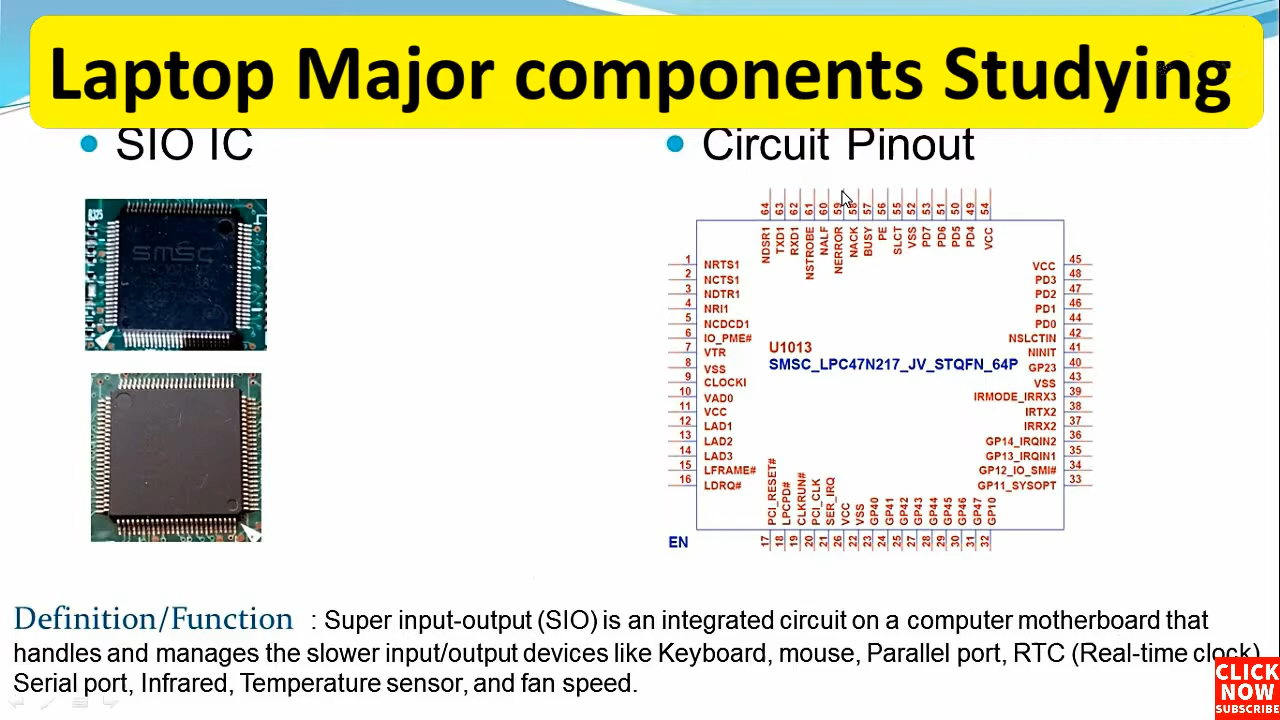 Laptop Major components Studying
SIO IC
Circuit Pinout
smsc
64 63 62 61 60 59 58 57 56 55 52 53 51 50 49 54
NDSR1 TXD1 RXD1 NSTROBE NALF NERROR NACK BUSY PE SLCT VSS PD7 PD6 PD5 PD4 VCC
1 NRTS1
2 NCTS1
3 NDTR1
4 NRI1
5 NCDCD1
6 IO_PME#
7 VTR
8 VSS
9 CLOCKI
10 VAD0
11 VCC
12 LAD1
13 LAD2
14 LAD3
15 LFRAME#
16 LDRQ#
U1013
SMSC_LPC47N217_JV_STQFN_64P
VCC 45
PD3 48
PD2 47
PD1 46
PD0 44
NSLCTIN 42
NINIT 41
GP23 40
VSS 43
IRMODE_IRRX3 39
IRTX2 38
IRRX2 37
GP14_IRQIN2 36
GP13_IRQIN1 35
GP12_IO_SMI# 34
GP11_SYSOPT 33
PCI_RESET# LPCPD# CLKRUN# PCI_CLK SER_IRQ VCC VSS GP40 GP41 GP42 GP43 GP44 GP45 GP46 GP47 GP10
17 18 19 20 21 26 22 23 24 25 27 28 29 30 31 32
EN
Definition/Function : Super input-output (SIO) is an integrated circuit on a computer motherboard that
handles and manages the slower input/output devices like Keyboard, mouse, Parallel port, RTC (Real-time clock),
Serial port, Infrared, Temperature sensor, and fan speed.
CLICK
NOW
SUBSCRIBE